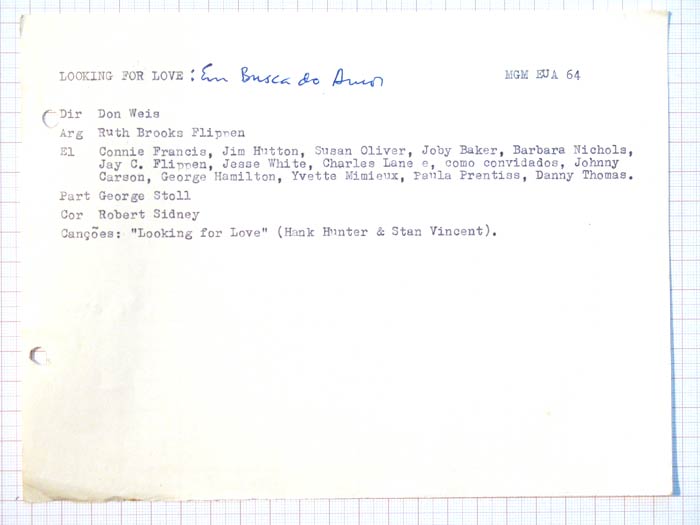 LOOKING FOR LOVE : Em Busca do Amor MGM EUA 64
Dir Don Weis
Arg Ruth Brooks Flippen
El Connie Francis, Jim Hutton, Susan Oliver, Joby Baker, Barbara Nichols,
Jay C. Flippen, Jesse White, Charles Lane e, como convidados, Johnny
Carson, George Hamilton, Yvette Mimieux, Paula Prentiss, Danny Thomas.
Part George Stoll
Cor Robert Sidney
Canções: "Looking for Love" (Hank Hunter & Stan Vincent).